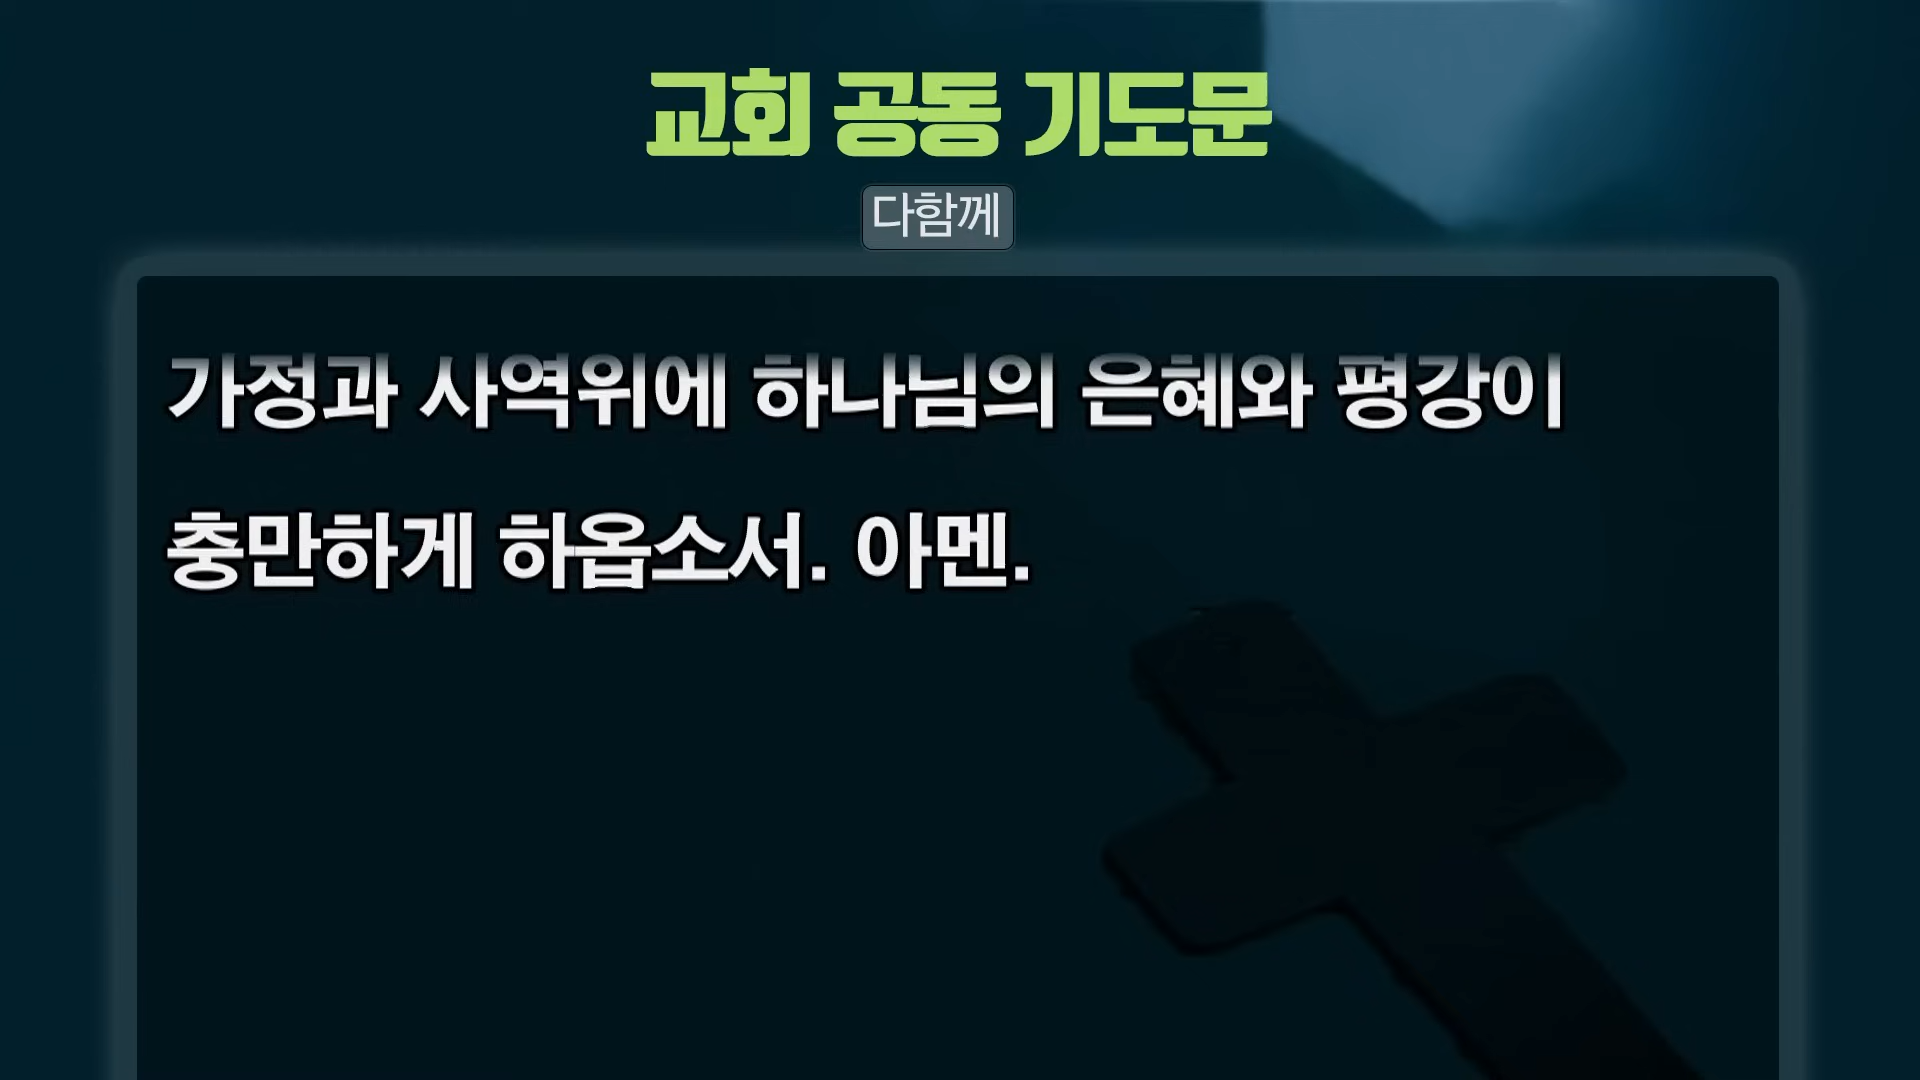 교회 공동 기도문
다함께
가정과 사역위에 하나님의 은혜와 평강이
충만하게 하옵소서. 아멘.